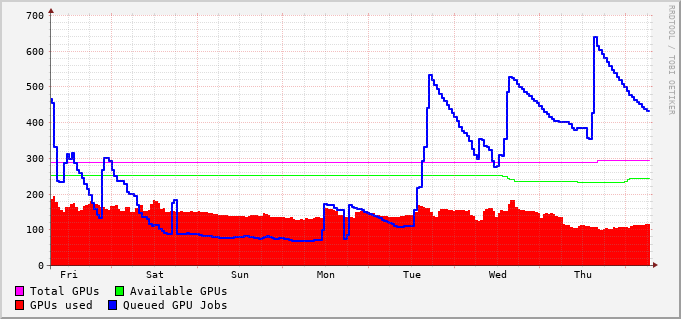 700
600
500
400
300
200
100
0
Fri Sat Sun Mon Tue Wed Thu
Total GPUs Available GPUs
GPUs used Queued GPU Jobs
RRDTOOL / TOBI OETIKER